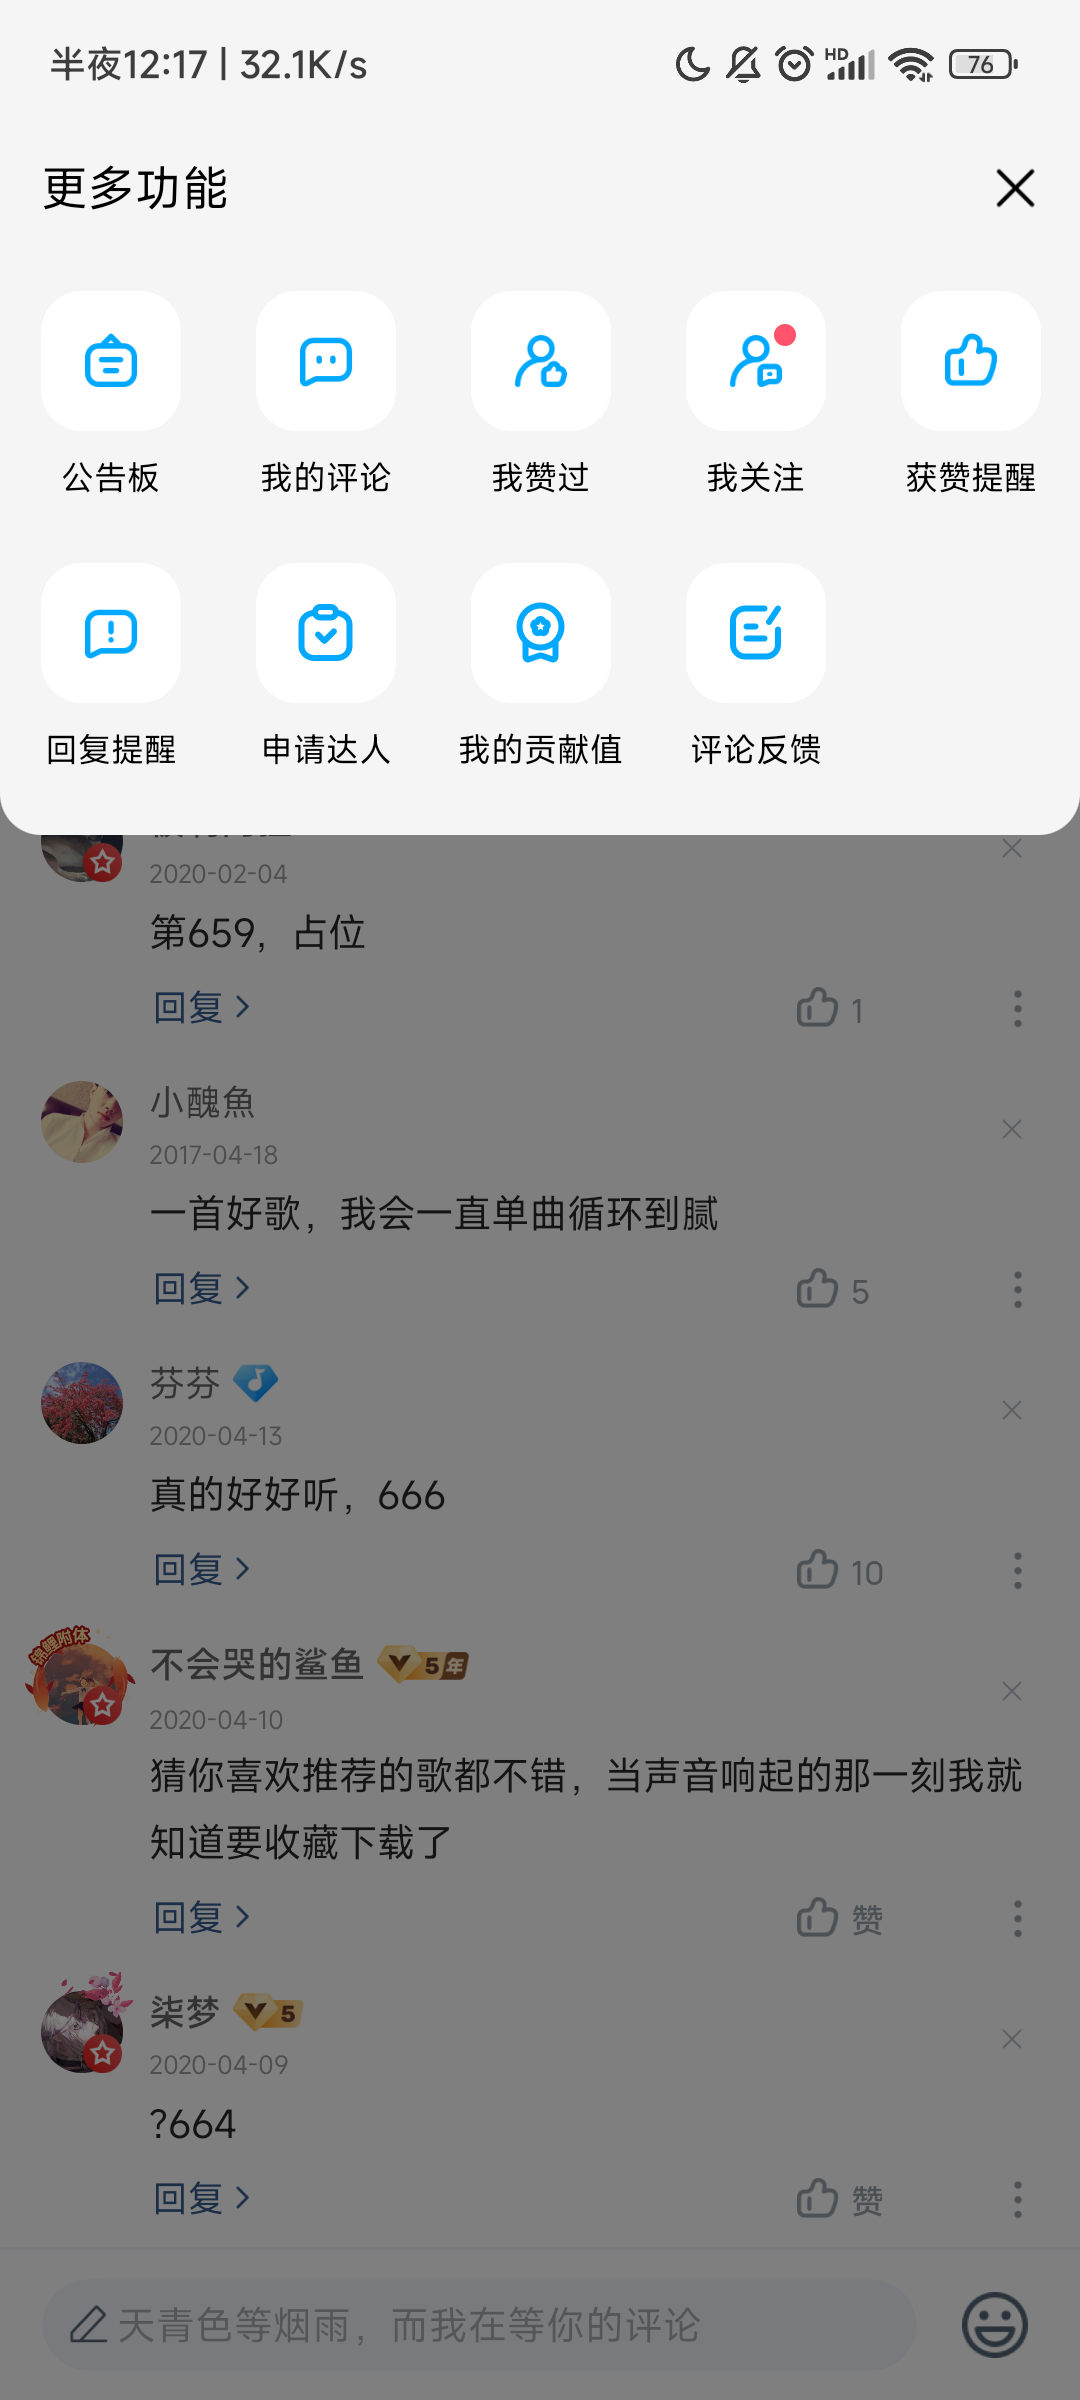 半夜12:17 | 32.1K/s
HD
76
更多功能
公告板
我的评论
我赞过
我关注
获赞提醒
回复提醒
申请达人
我的贡献值
评论反馈
2020-02-04
第659，占位
回复
1
小醜魚
2017-04-18
一首好歌，我会一直单曲循环到腻
回复
5
芬芬
2020-04-13
真的好好听，666
回复
10
锦鲤附体
不会哭的鲨鱼
5年
2020-04-10
猜你喜欢推荐的歌都不错，当声音响起的那一刻我就
知道要收藏下载了
回复
赞
柒梦
5
2020-04-09
?664
回复
赞
天青色等烟雨，而我在等你的评论